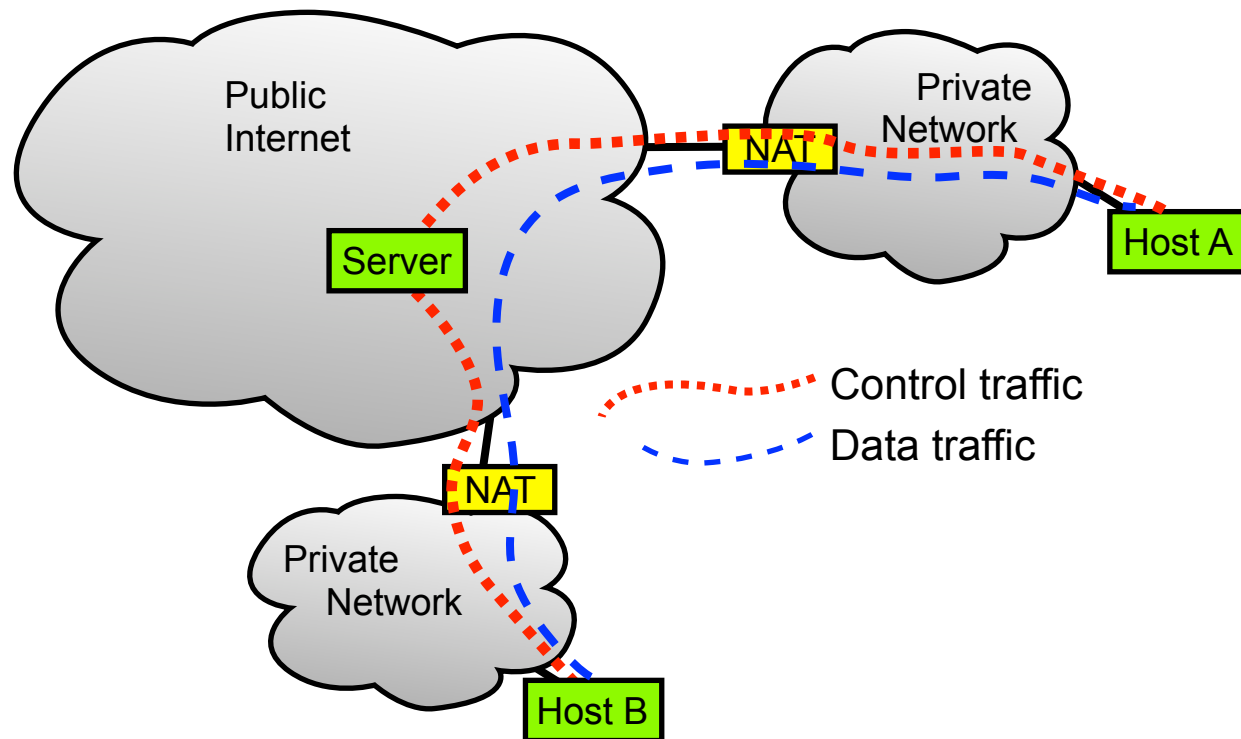 Public
Internet
Private
Network
NAT
Server
Host A
Control traffic
Data traffic
NAT
Private
Network
Host B